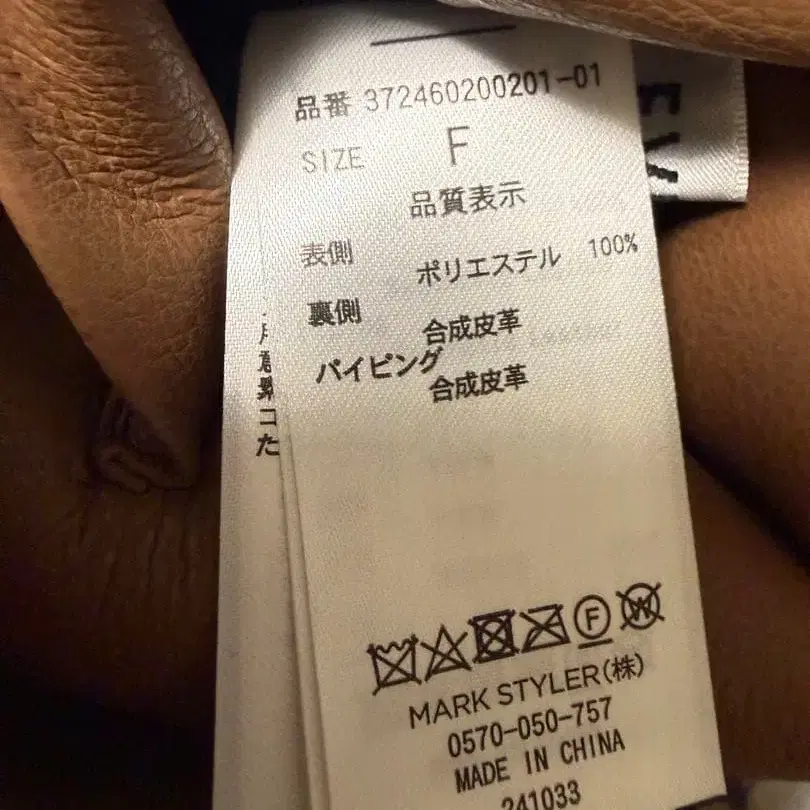 品番 372460200201-01
SIZE F
品質表示
表側 ポリエステル 100%
裏側 合成皮革
パイピング 合成皮革
F
W
MARK STYLER(株)
0570-050-757
MADE IN CHINA
241033